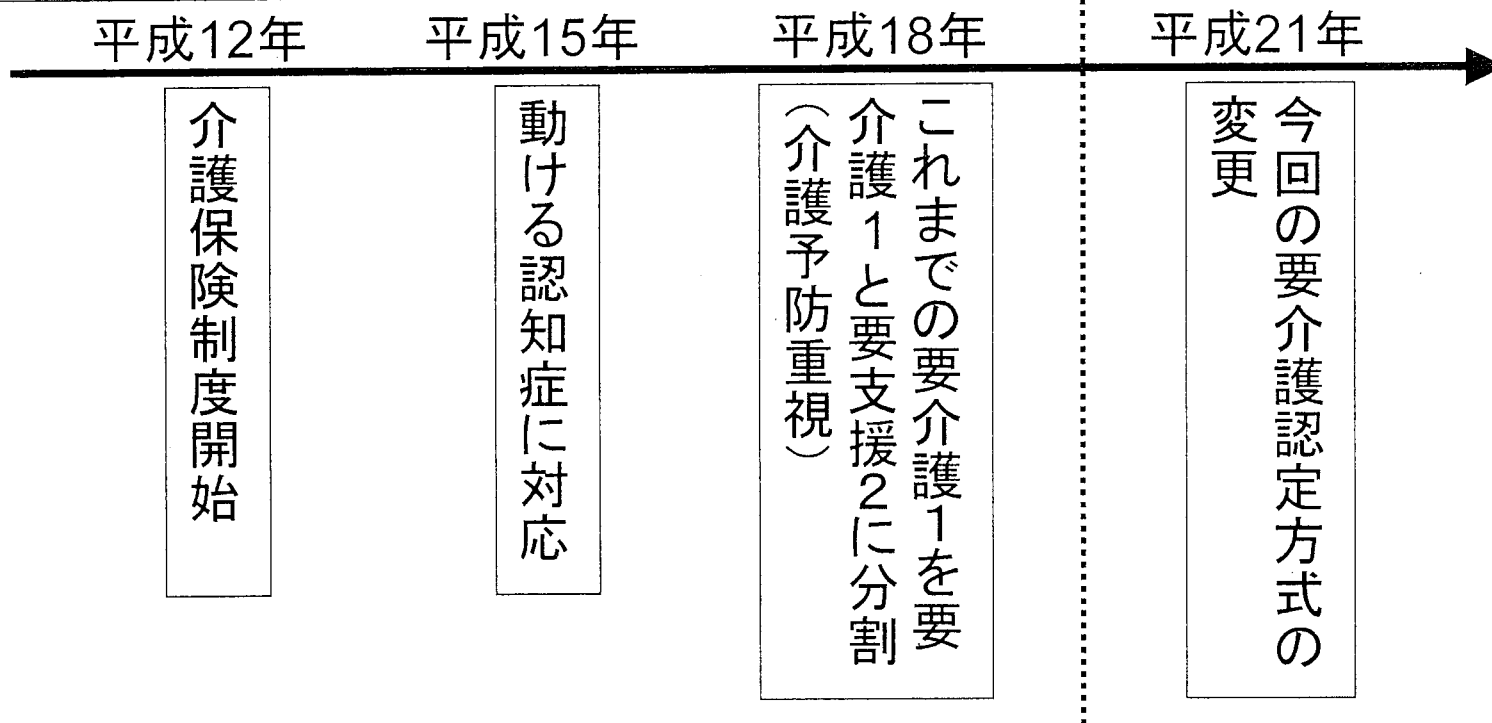 平成12年
平成15年
平成18年
平成21年
介護保険制度開始
動ける認知症に対応
これまでの要介護1を要
介護1と要支援2に分割
（介護予防重視）
今回の要介護認定方式の
変更